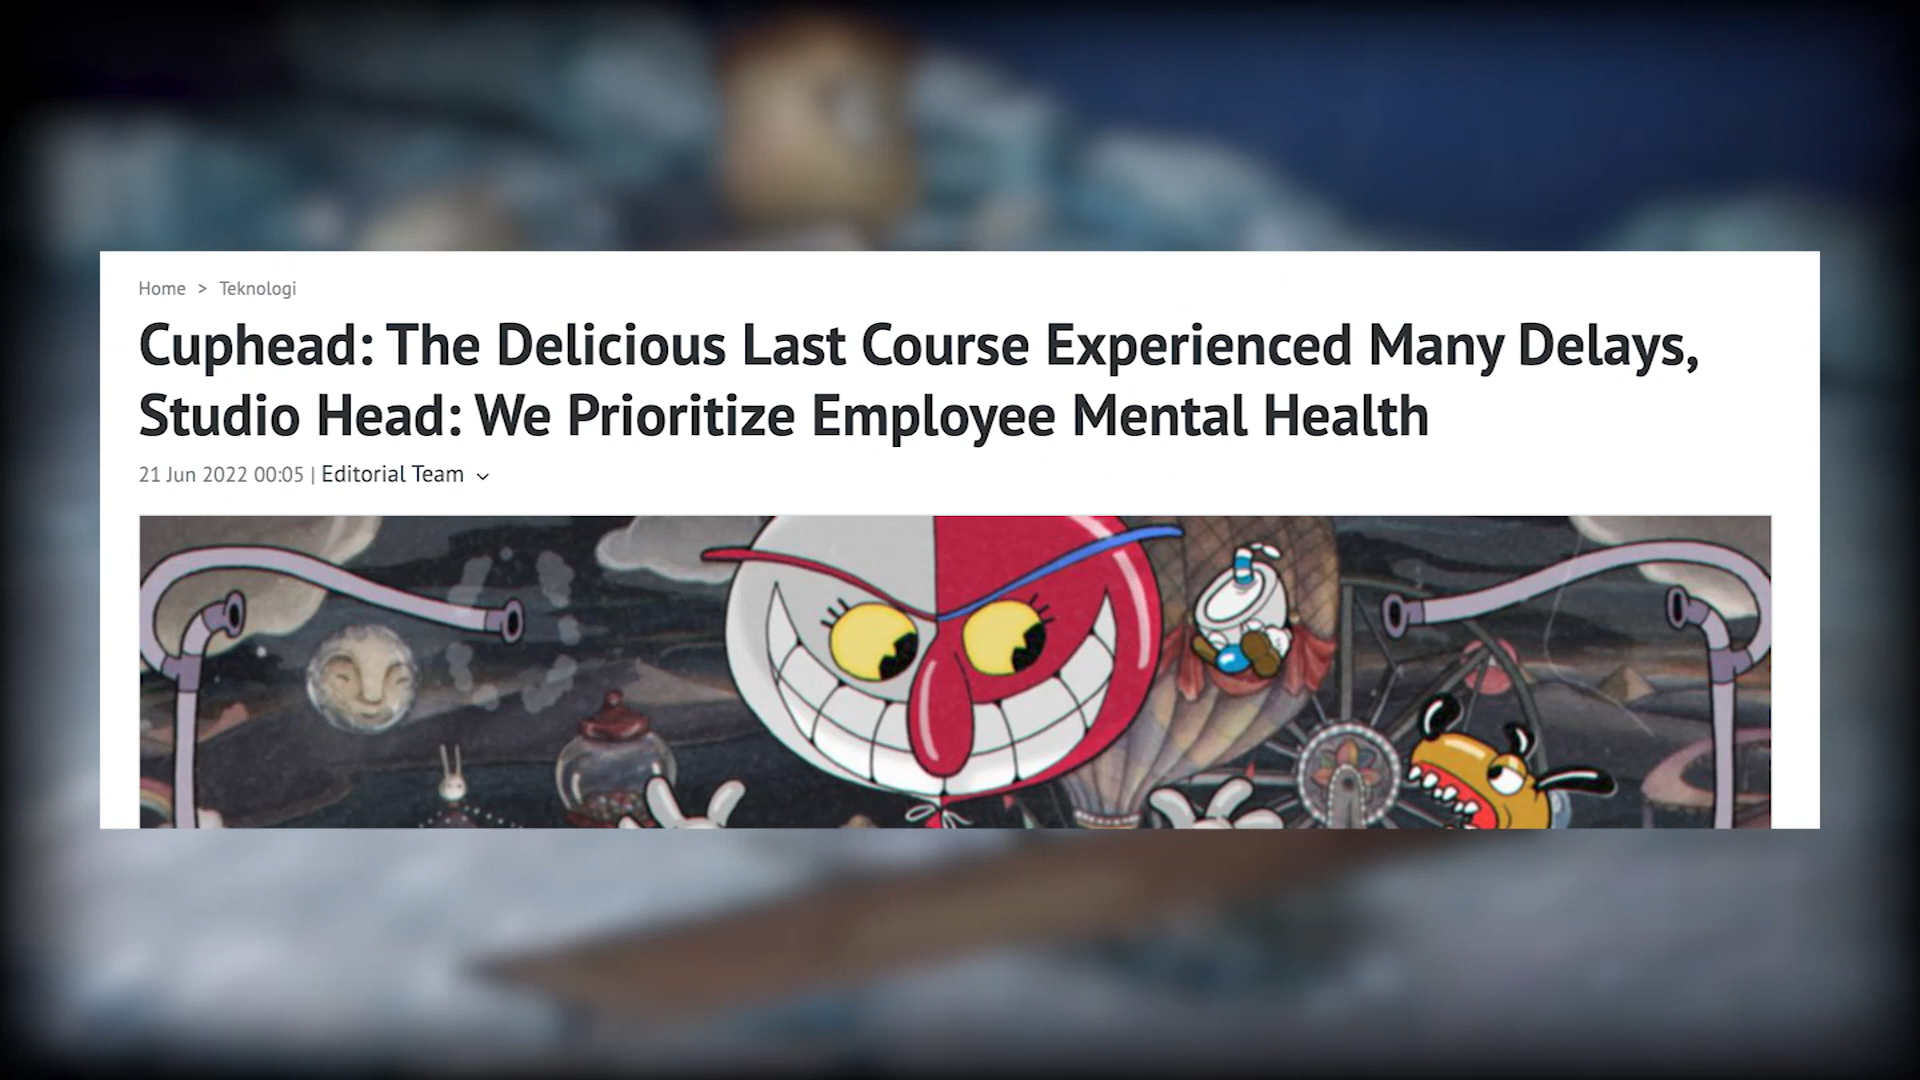 Home > Teknologi
Cuphead: The Delicious Last Course Experienced Many Delays,
Studio Head: We Prioritize Employee Mental Health
21 Jun 2022 00:05 | Editorial Team